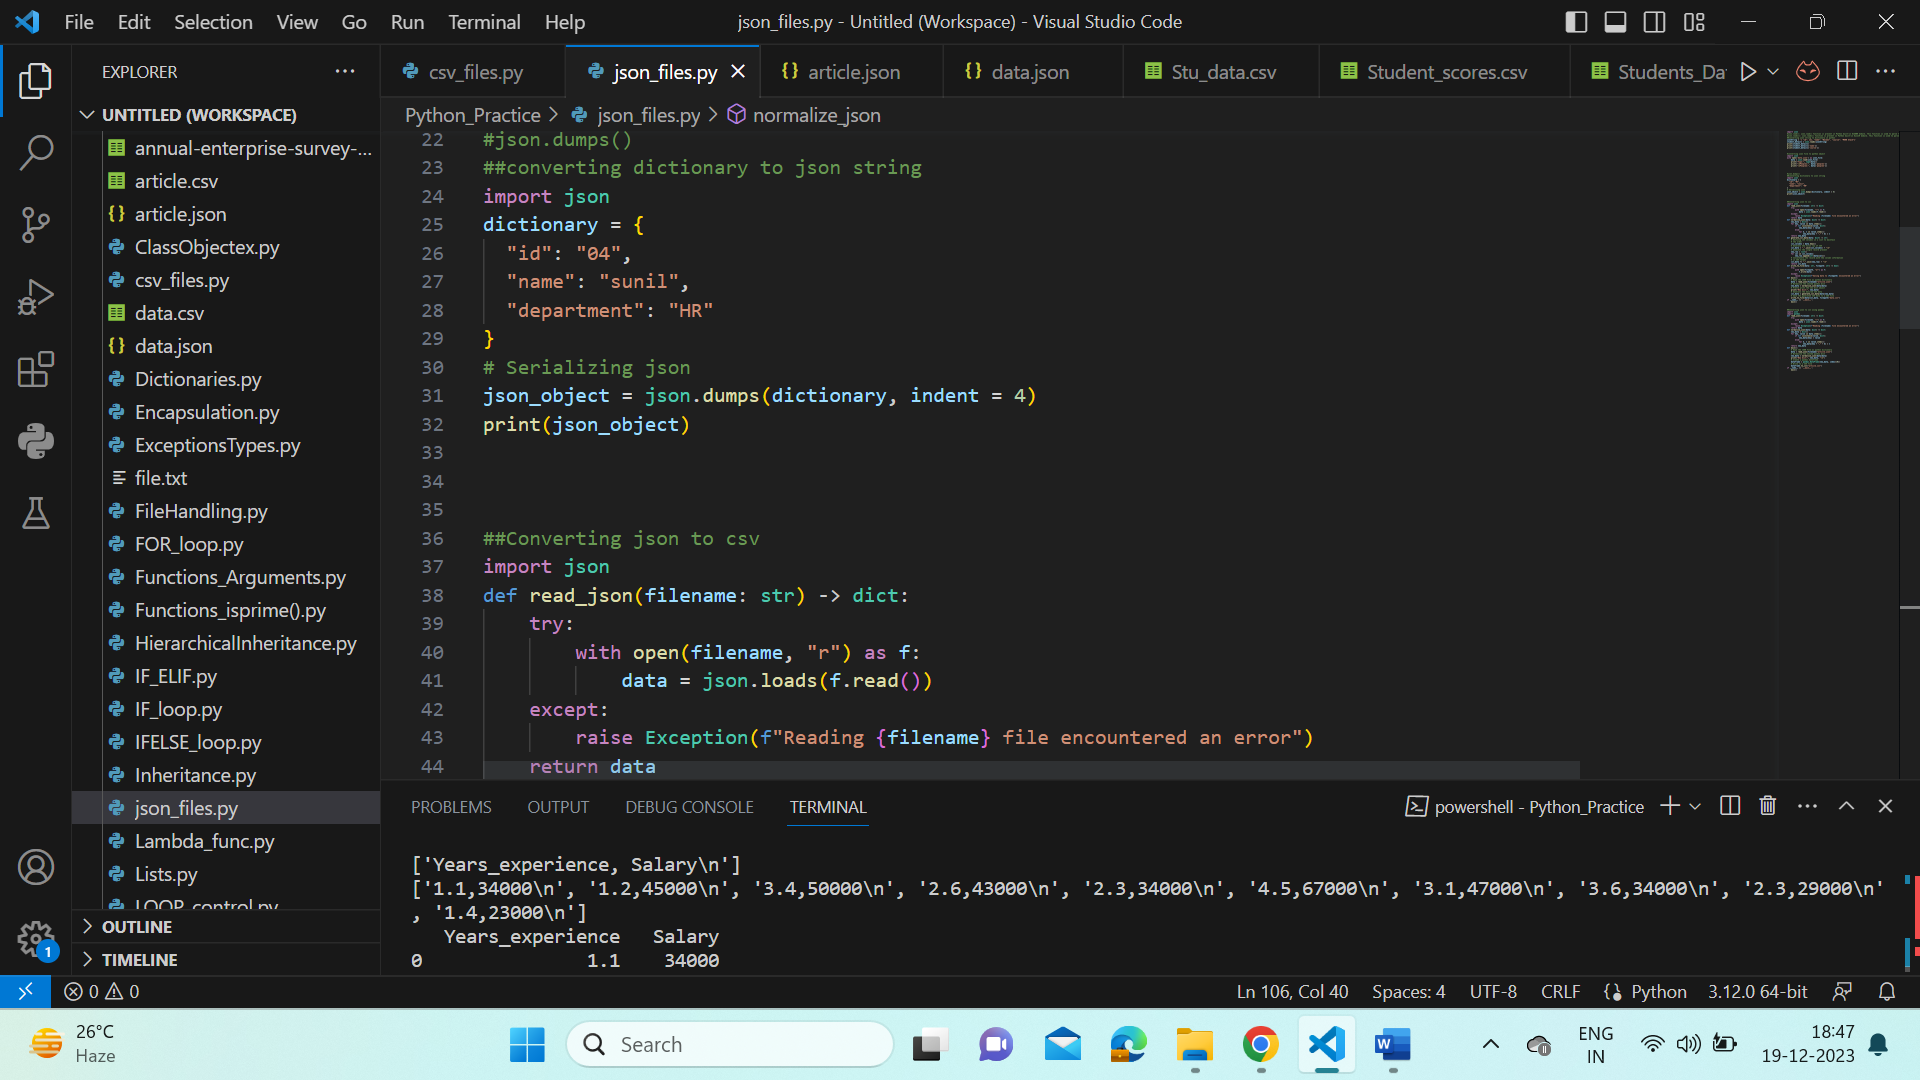 File Edit Selection View Go Run Terminal Help
json_files.py - Untitled (Workspace) - Visual Studio Code
EXPLORER
UNTITLED (WORKSPACE)
annual-enterprise-survey-...
article.csv
article.json
ClassObjectex.py
csv_files.py
data.csv
data.json
Dictionaries.py
Encapsulation.py
ExceptionsTypes.py
file.txt
FileHandling.py
FOR_loop.py
Functions_Arguments.py
Functions_isprime().py
HierarchicalInheritance.py
IF_ELIF.py
IF_loop.py
IFELSE_loop.py
Inheritance.py
json_files.py
Lambda_func.py
Lists.py
LOOP_control.py
OUTLINE
TIMELINE
csv_files.py json_files.py article.json data.json Stu_data.csv Student_scores.csv Students_Da
Python_Practice > json_files.py > normalize_json
22 #json.dumps()
23 ##converting dictionary to json string
24 import json
25 dictionary = {
26 "id": "04",
27 "name": "sunil",
28 "department": "HR"
29 }
30 # Serializing json
31 json_object = json.dumps(dictionary, indent = 4)
32 print(json_object)
33
34
35
36 ##Converting json to csv
37 import json
38 def read_json(filename: str) -> dict:
39 try:
40 with open(filename, "r") as f:
41 data = json.loads(f.read())
42 except:
43 raise Exception(f"Reading {filename} file encountered an error")
44 return data
PROBLEMS OUTPUT DEBUG CONSOLE TERMINAL
powershell - Python_Practice
['Years_experience, Salary\n']
['1.1,34000\n', '1.2,45000\n', '3.4,50000\n', '2.6,43000\n', '2.3,34000\n', '4.5,67000\n', '3.1,47000\n', '3.6,34000\n', '2.3,29000\n'
, '1.4,23000\n']
Years_experience Salary
0 1.1 34000
1
0 0
Ln 106, Col 40 Spaces: 4 UTF-8 CRLF Python 3.12.0 64-bit
26°C
Haze
Search
ENG
IN
18:47
19-12-2023